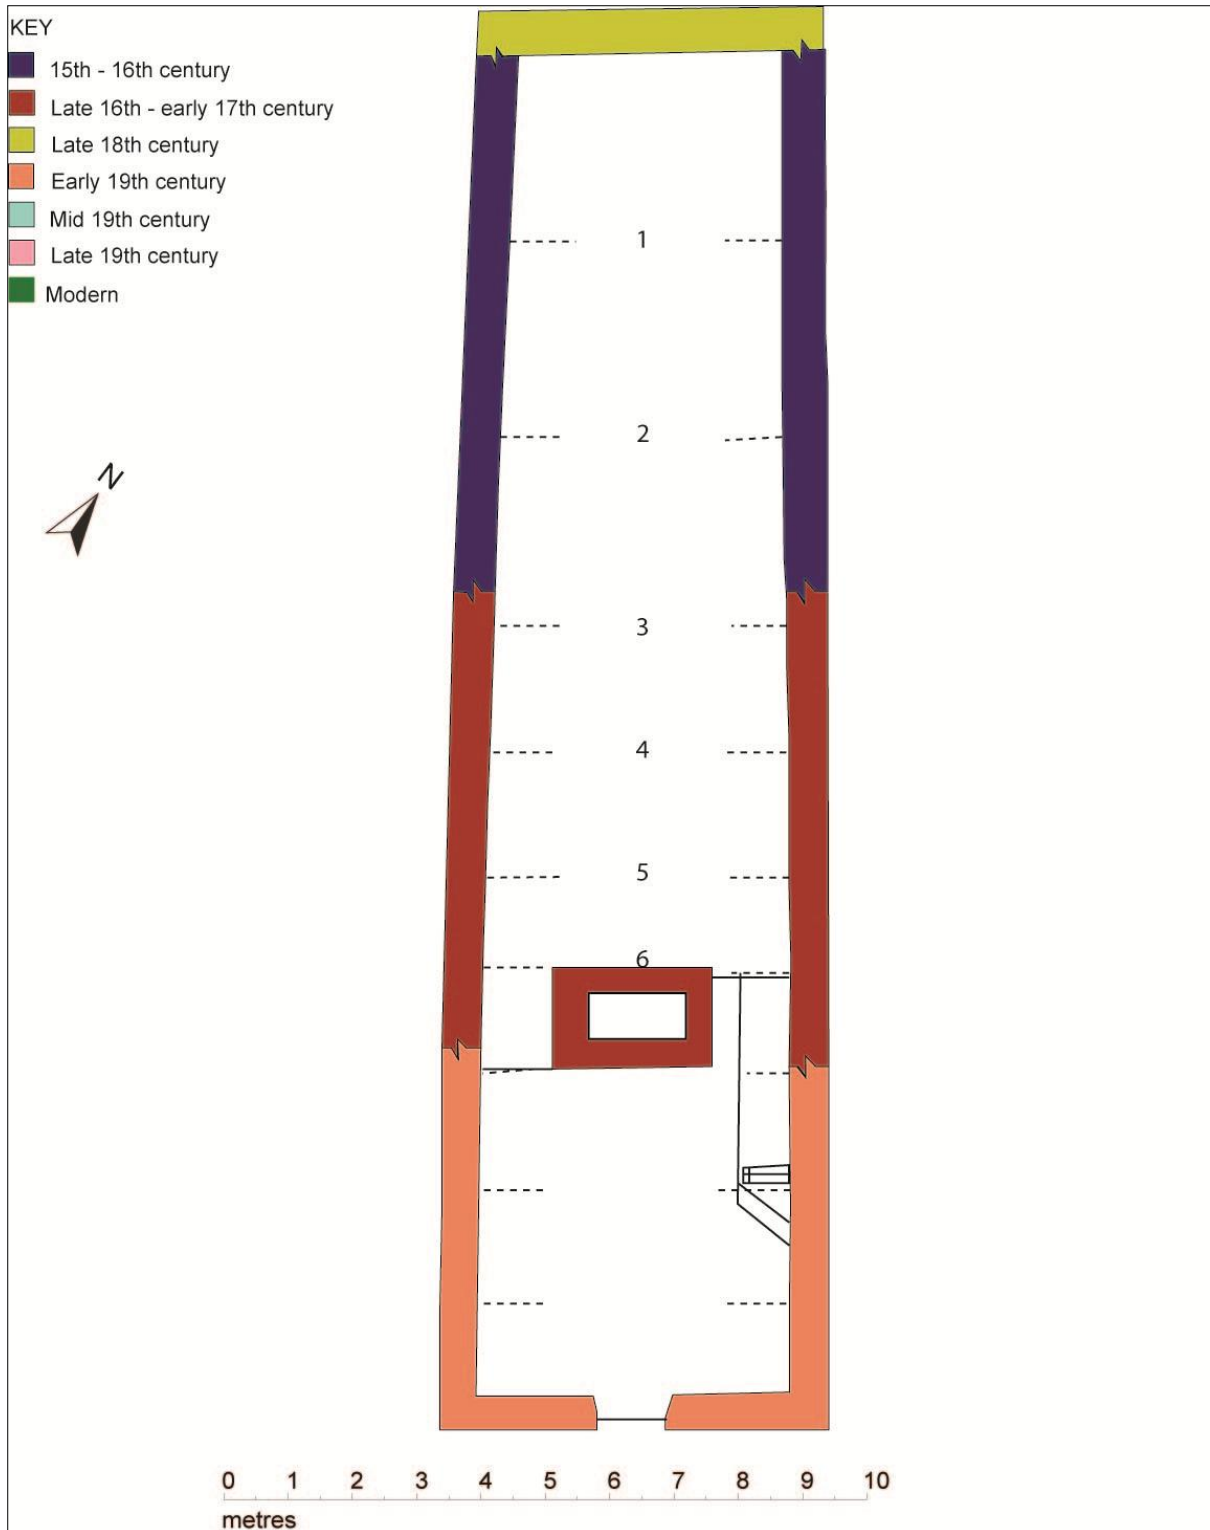 KEY
15th - 16th century
Late 16th - early 17th century
Late 18th century
Early 19th century
Mid 19th century
Late 19th century
Modern
N
1
2
3
4
5
6
0 1 2 3 4 5 6 7 8 9 10
metres